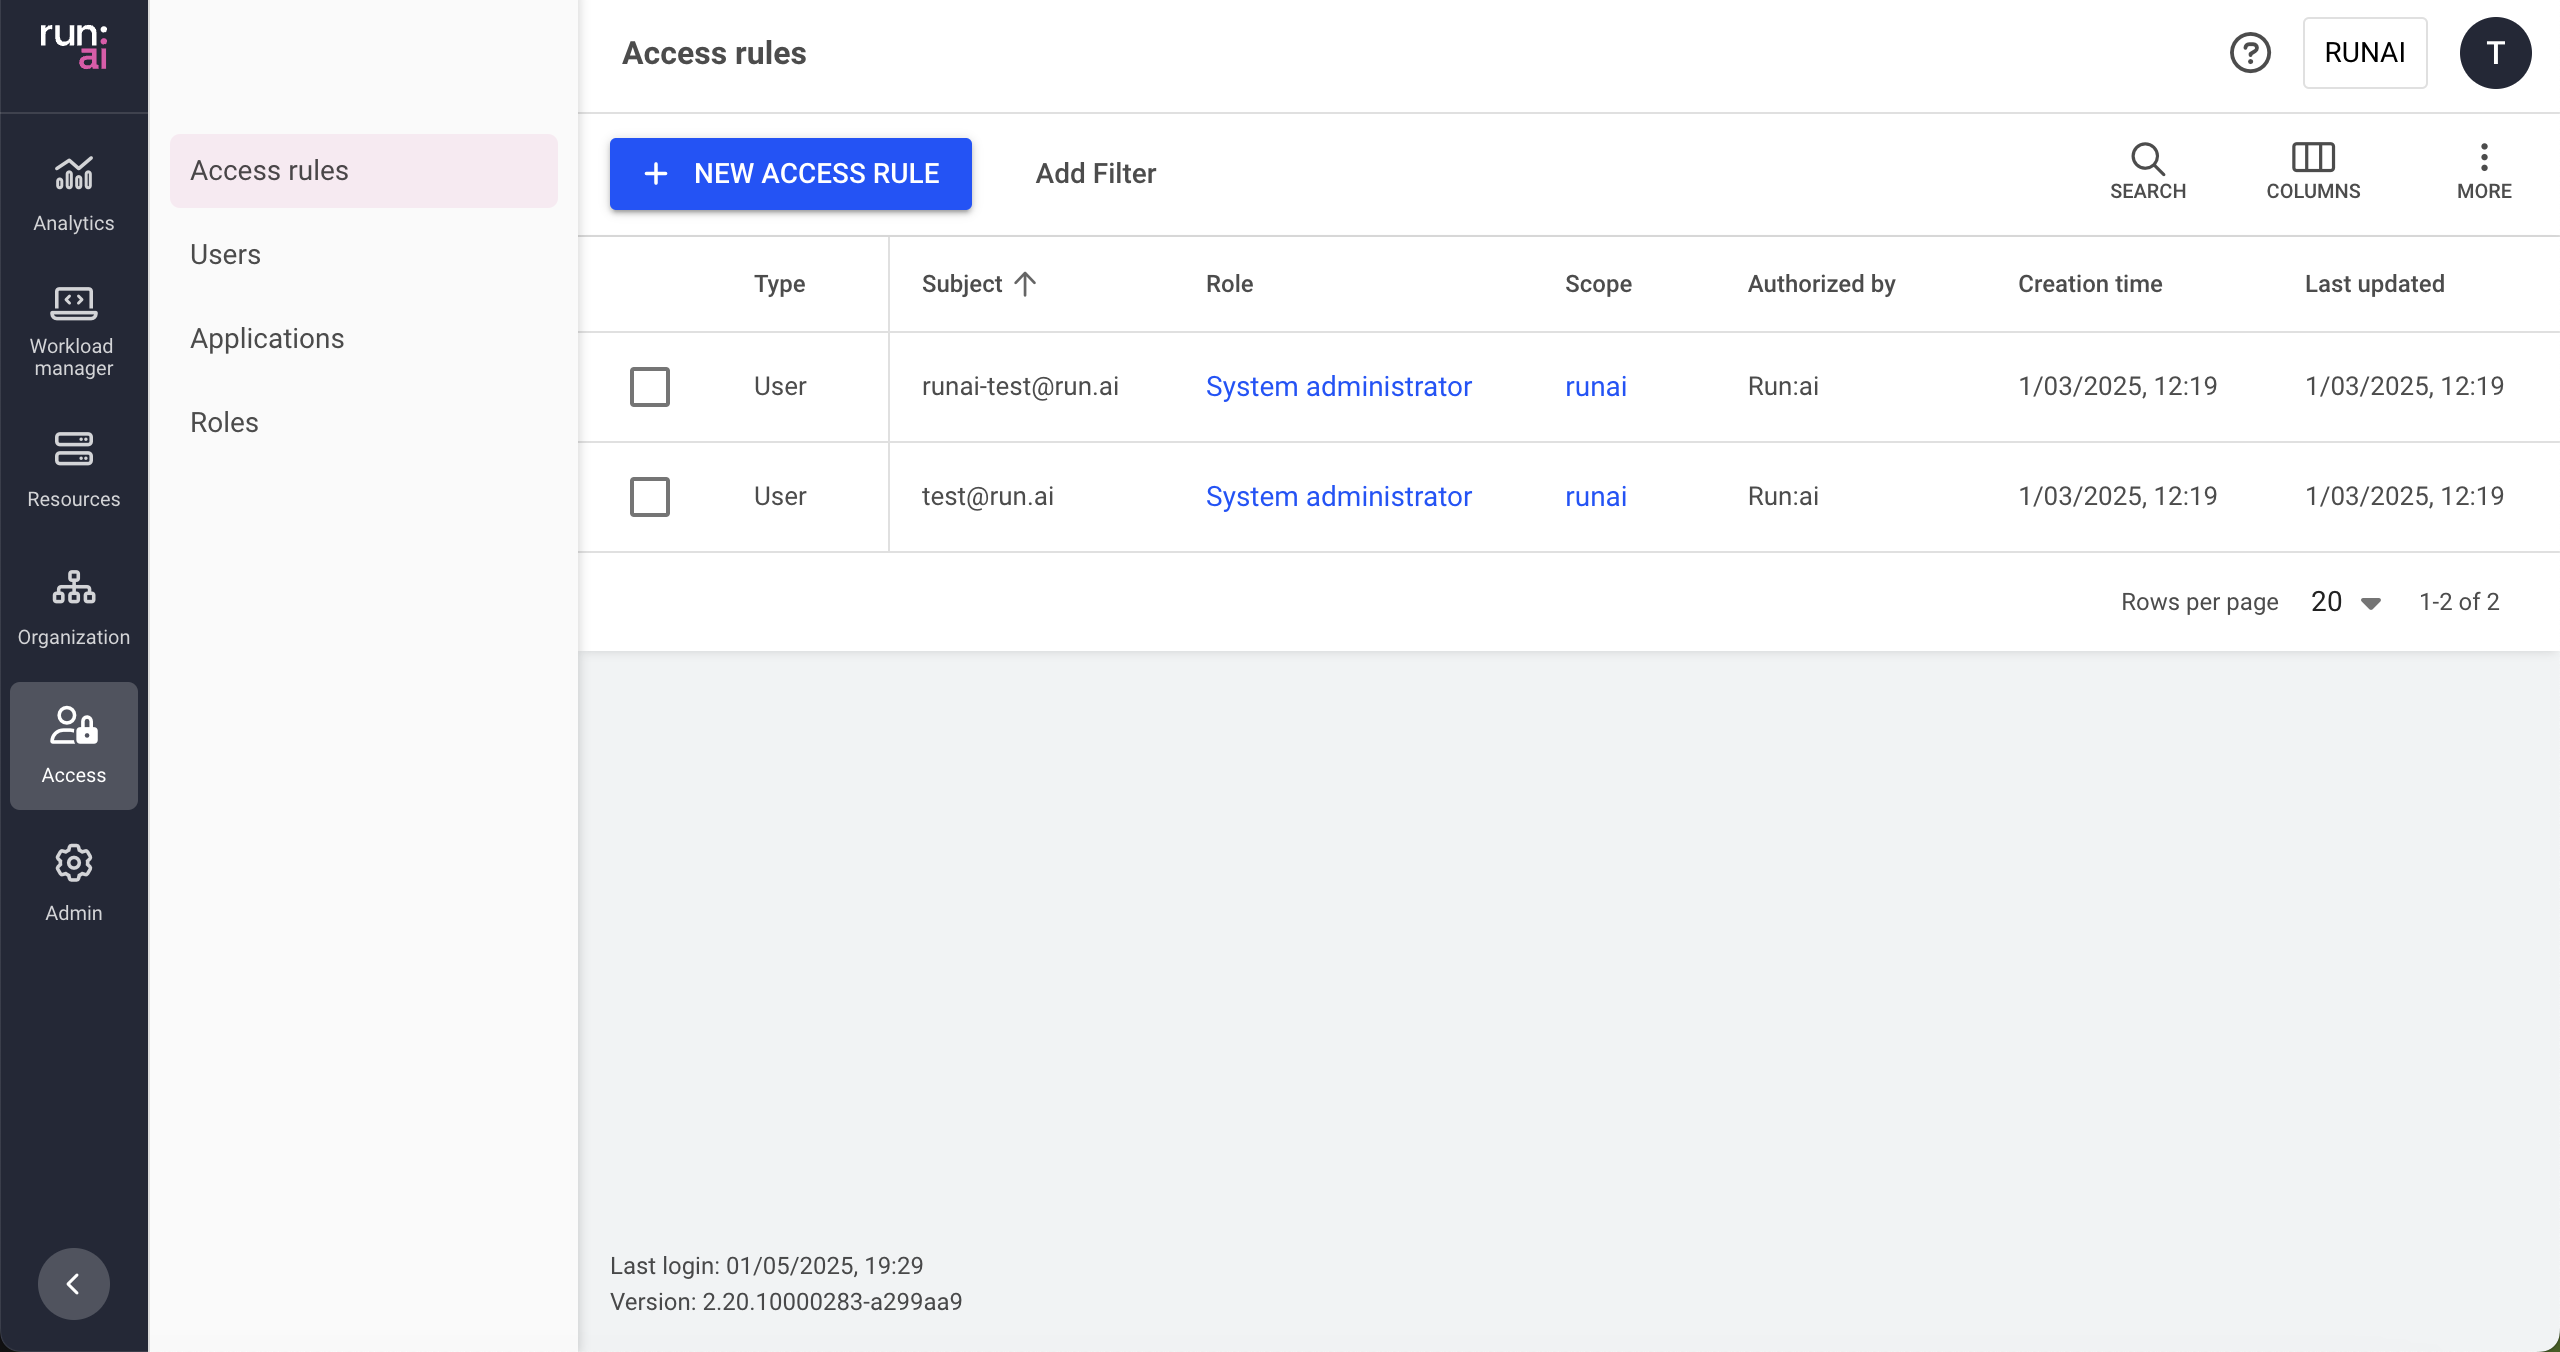 run:
ai
Analytics
Workload
manager
Resources
Organization
Access
Admin
Access rules
Users
Applications
Roles
Access rules
?
RUNAI
T
+ NEW ACCESS RULE
Add Filter
SEARCH
COLUMNS
MORE
Type Subject Role Scope Authorized by Creation time Last updated
User runai-test@run.ai System administrator runai Run:ai 1/03/2025, 12:19 1/03/2025, 12:19
User test@run.ai System administrator runai Run:ai 1/03/2025, 12:19 1/03/2025, 12:19
Rows per page 20 1-2 of 2
Last login: 01/05/2025, 19:29
Version: 2.20.10000283-a299aa9